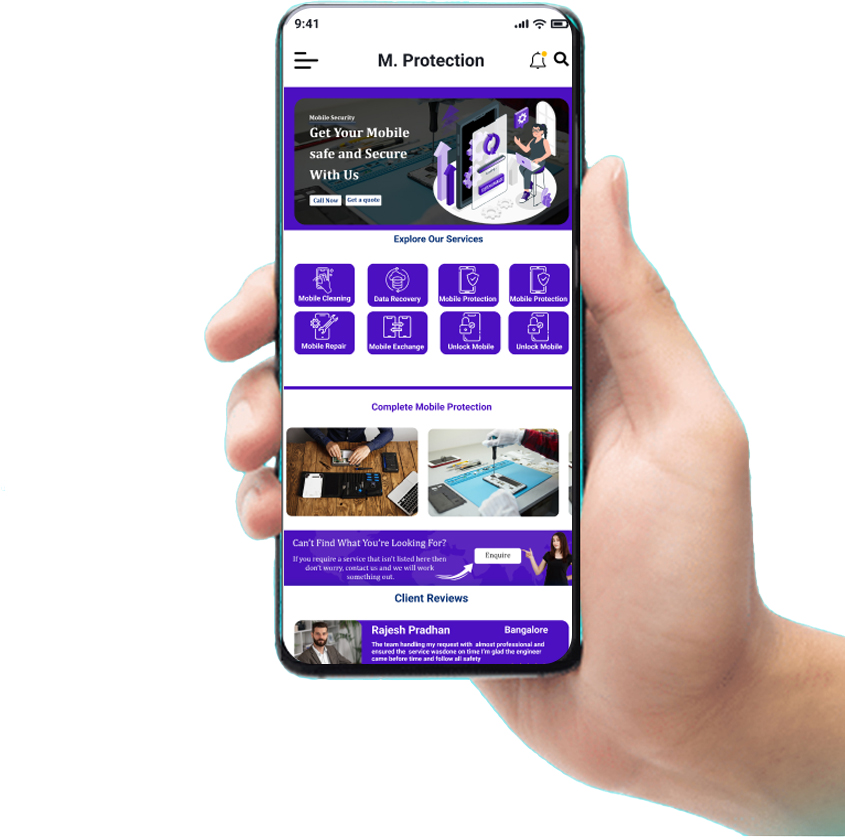 9:41
M. Protection
Mobile Security
Get Your Mobile
safe and Secure
With Us
Call Now Get a quote
Explore Our Services
Mobile Cleaning Data Recovery Mobile Protection Mobile Protection
Mobile Repair Mobile Exchange Unlock Mobile Unlock Mobile
Complete Mobile Protection
Can't Find What You're Looking For?
If you require a service that isn't listed here then
don't worry, contact us and we will work
something out.
Enquire
Client Reviews
Rajesh Pradhan Bangalore
The team handling my request with almost professional and
ensured the service wasdone on time I'm glad the engineer
came before time and follow all safety